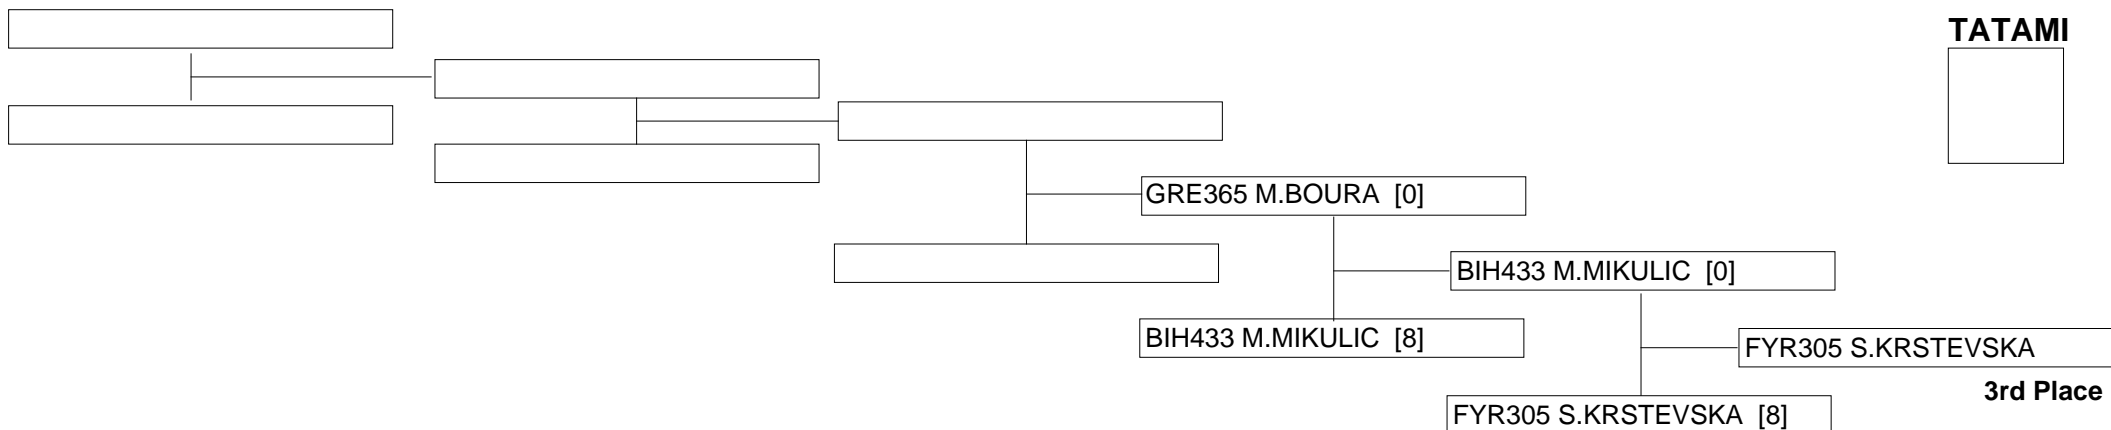 TATAMI
GRE365 M.BOURA [0]
BIH433 M.MIKULIC [0]
BIH433 M.MIKULIC [8]
FYR305 S.KRSTEVSKA
3rd Place
FYR305 S.KRSTEVSKA [8]